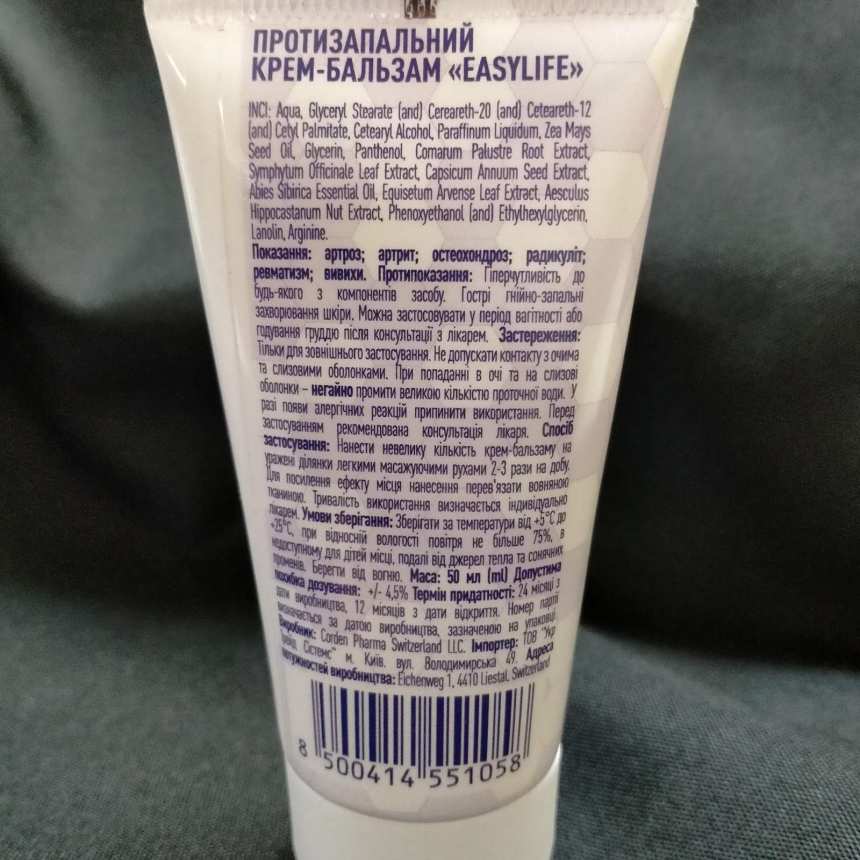 ПРОТИЗАПАЛЬНИЙ
КРЕМ-БАЛЬЗАМ «EASYLIFE»
INCI: Aqua, Glyceryl Stearate (and) Cereareth-20 (and) Ceteareth-12
(and) Cetyl Palmitate, Cetearyl Alcohol, Paraffinum Liquidum, Zea Mays
Seed Oil, Glycerin, Panthenol, Comarum Palustre Root Extract,
Symphytum Officinale Leaf Extract, Capsicum Annuum Seed Extract,
Abies Sibirica Essential Oil, Equisetum Arvense Leaf Extract, Aesculus
Hippocastanum Nut Extract, Phenoxyethanol (and) Ethylhexylglycerin,
Lanolin, Arginine.
Показання: артроз; артрит; остеохондроз; радикуліт;
ревматизм; вивихи. Протипоказання: Гіперчутливість до
будь-якого з компонентів засобу. Гострі гнійно-запальні
захворювання шкіри. Можна застосовувати у період вагітності або
годування груддю після консультації з лікарем. Застереження:
Тільки для зовнішнього застосування. Не допускати контакту з очима
та слизовими оболонками. При попаданні в очі та на слизові
оболонки – негайно промити великою кількістю проточної води. У
разі появи алергічних реакцій припинити використання. Перед
застосуванням рекомендована консультація лікаря. Спосіб
застосування: Нанести невелику кількість крем-бальзаму на
уражені ділянки легкими масажуючими рухами 2-3 рази на добу.
Для посилення ефекту місця нанесення перев'язати вовняною
тканиною. Тривалість використання визначається індивідуально
лікарем. Умови зберігання: Зберігати за температури від +5°C до
+25°C, при відносній вологості повітря не більше 75%, в
недоступному для дітей місці, подалі від джерел тепла та сонячних
променів. Берегти від вогню. Маса: 50 мл (ml) Допустима
похибка дозування: +/- 4,5% Термін придатності: 24 місяці з
дати виробництва, 12 місяців з дати відкриття. Номер партії
визначається за датою виробництва, зазначеною на упаковці.
Виробник: Corden Pharma Switzerland LLC. Імпортер: ТОВ "Укр
Трейд Сістемс" м. Київ. вул. Володимирська 49. Адреса
потужностей виробництва: Eichenweg 1, 4410 Liestal, Switzerland
8 500414 551058